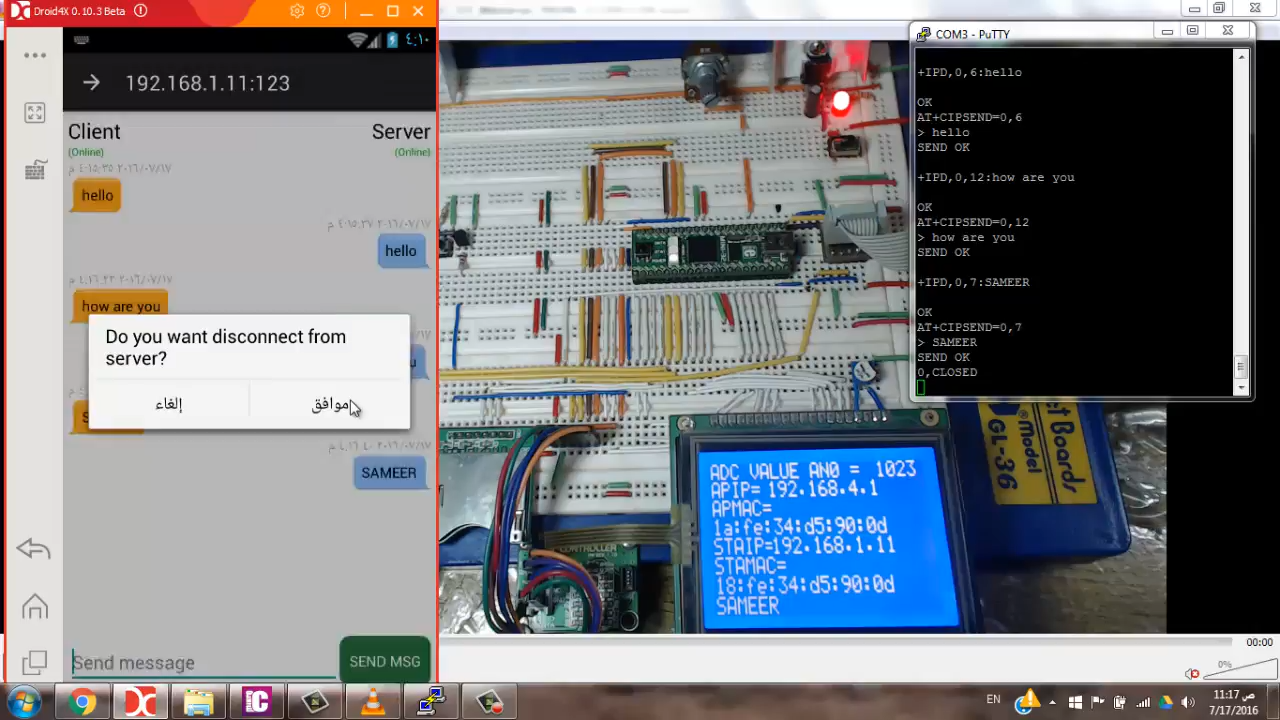 Droid4X 0.10.3 Beta
٤:١٠
192.168.1.11:123
Client
Server
(Online)
(Online)
hello
hello
how are you
u
Do you want disconnect from
server?
إلغاء
موافق
SAMEER
Send message
SEND MSG
COM3 - PuTTY
+IPD,0,6:hello
OK
AT+CIPSEND=0,6
> hello
SEND OK
+IPD,0,12:how are you
OK
AT+CIPSEND=0,12
> how are you
SEND OK
+IPD,0,7:SAMEER
OK
AT+CIPSEND=0,7
> SAMEER
SEND OK
0,CLOSED
Boards
Model
GL-36
CONTROLLER
ADC VALUE AN0 = 1023
APIP= 192.168.4.1
APMAC=
1a:fe:34:d5:90:0d
STAIP=192.168.1.11
STAMAC=
18:fe:34:d5:90:0d
SAMEER
00:00
0%
EN
11:17 ص
7/17/2016